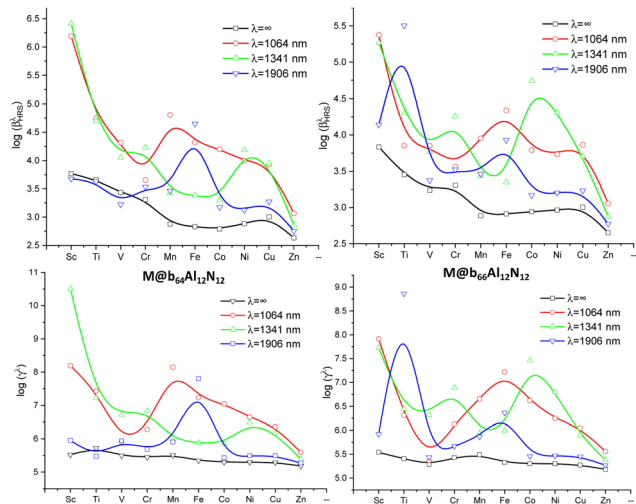 log (β^λ_HRS)
6.5
6.0
5.5
5.0
4.5
4.0
3.5
3.0
2.5
λ=∞
λ=1064 nm
λ=1341 nm
λ=1906 nm
Sc Ti V Cr Mn Fe Co Ni Cu Zn --
log (β^λ_HRS)
5.5
5.0
4.5
4.0
3.5
3.0
2.5
λ=∞
λ=1064 nm
λ=1341 nm
λ=1906 nm
Sc Ti V Cr Mn Fe Co Ni Cu Zn --
M@b₆₄Al₁₂N₁₂
M@b₆₆Al₁₂N₁₂
log (γ^λ)
11
10
9
8
7
6
5
λ=∞
λ=1064 nm
λ=1341 nm
λ=1906 nm
Sc Ti V Cr Mn Fe Co Ni Cu Zn --
log (γ^λ)
9.0
8.5
8.0
7.5
7.0
6.5
6.0
5.5
5.0
λ=∞
λ=1064 nm
λ=1341 nm
λ=1906 nm
Sc Ti V Cr Mn Fe Co Ni Cu Zn --